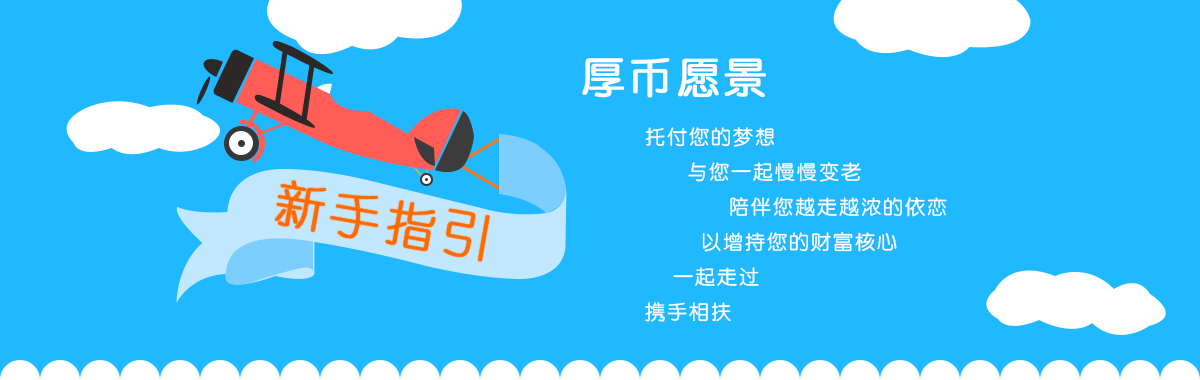 新手指引
厚币愿景
托付您的梦想
与您一起慢慢变老
陪伴您越走越浓的依恋
以增持您的财富核心
一起走过
携手相扶